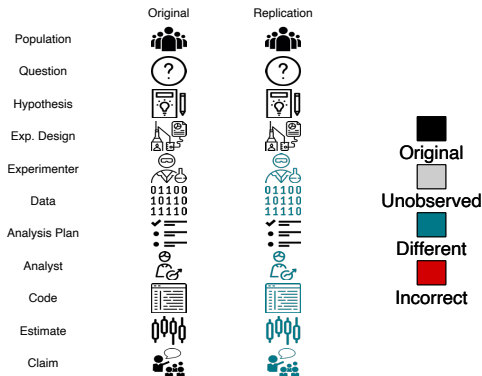 Original Replication
Population
Question
?
?
Hypothesis
Exp. Design
Experimenter
Data
01100
10110
11110
01100
10110
11110
Analysis Plan
Analyst
Code
Estimate
Claim
Original
Unobserved
Different
Incorrect